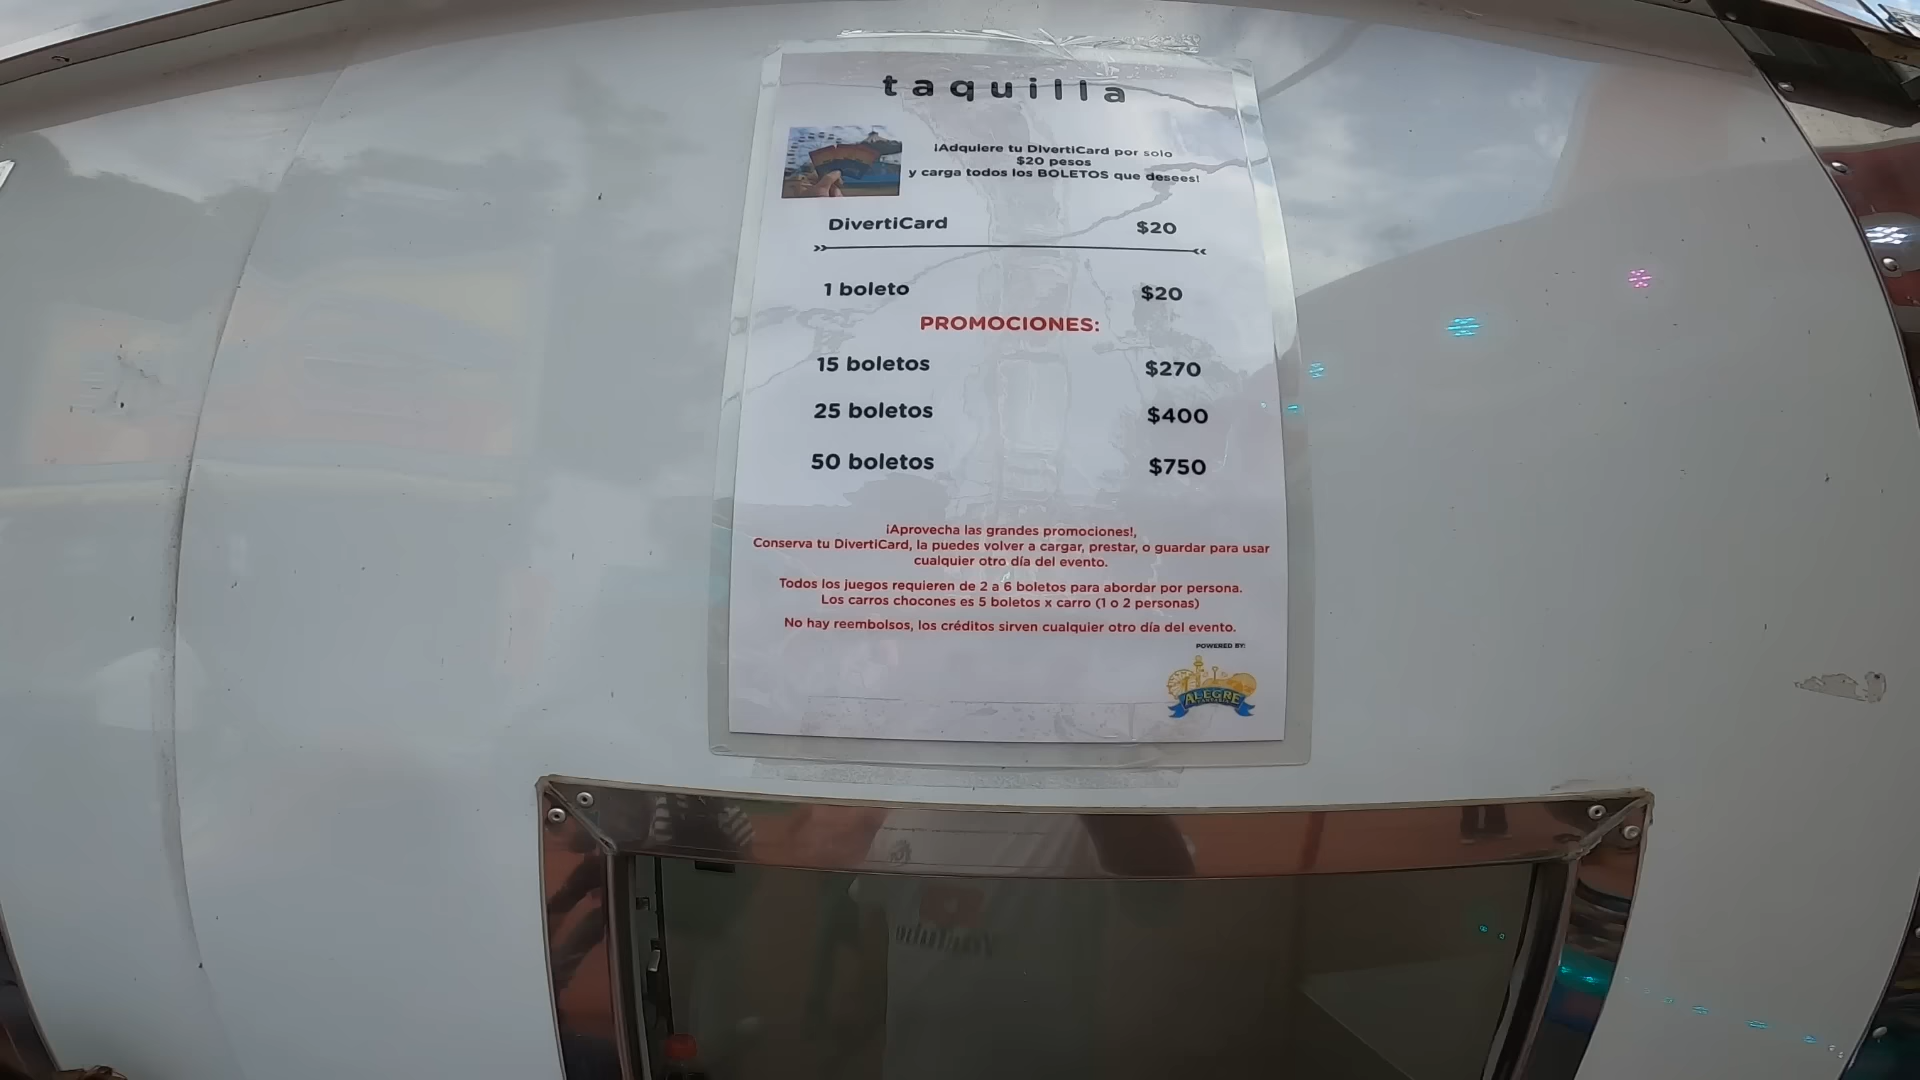 taquilla
¡Adquiere tu DivertiCard por solo
$20 pesos
y carga todos los BOLETOS que desees!
DivertiCard $20
1 boleto $20
PROMOCIONES:
15 boletos $270
25 boletos $400
50 boletos $750
¡Aprovecha las grandes promociones!,
Conserva tu DivertiCard, la puedes volver a cargar, prestar, o guardar para usar
cualquier otro día del evento.
Todos los juegos requieren de 2 a 6 boletos para abordar por persona.
Los carros chocones es 5 boletos x carro (1 o 2 personas)
No hay reembolsos, los créditos sirven cualquier otro día del evento.
POWERED BY:
ALEGRE